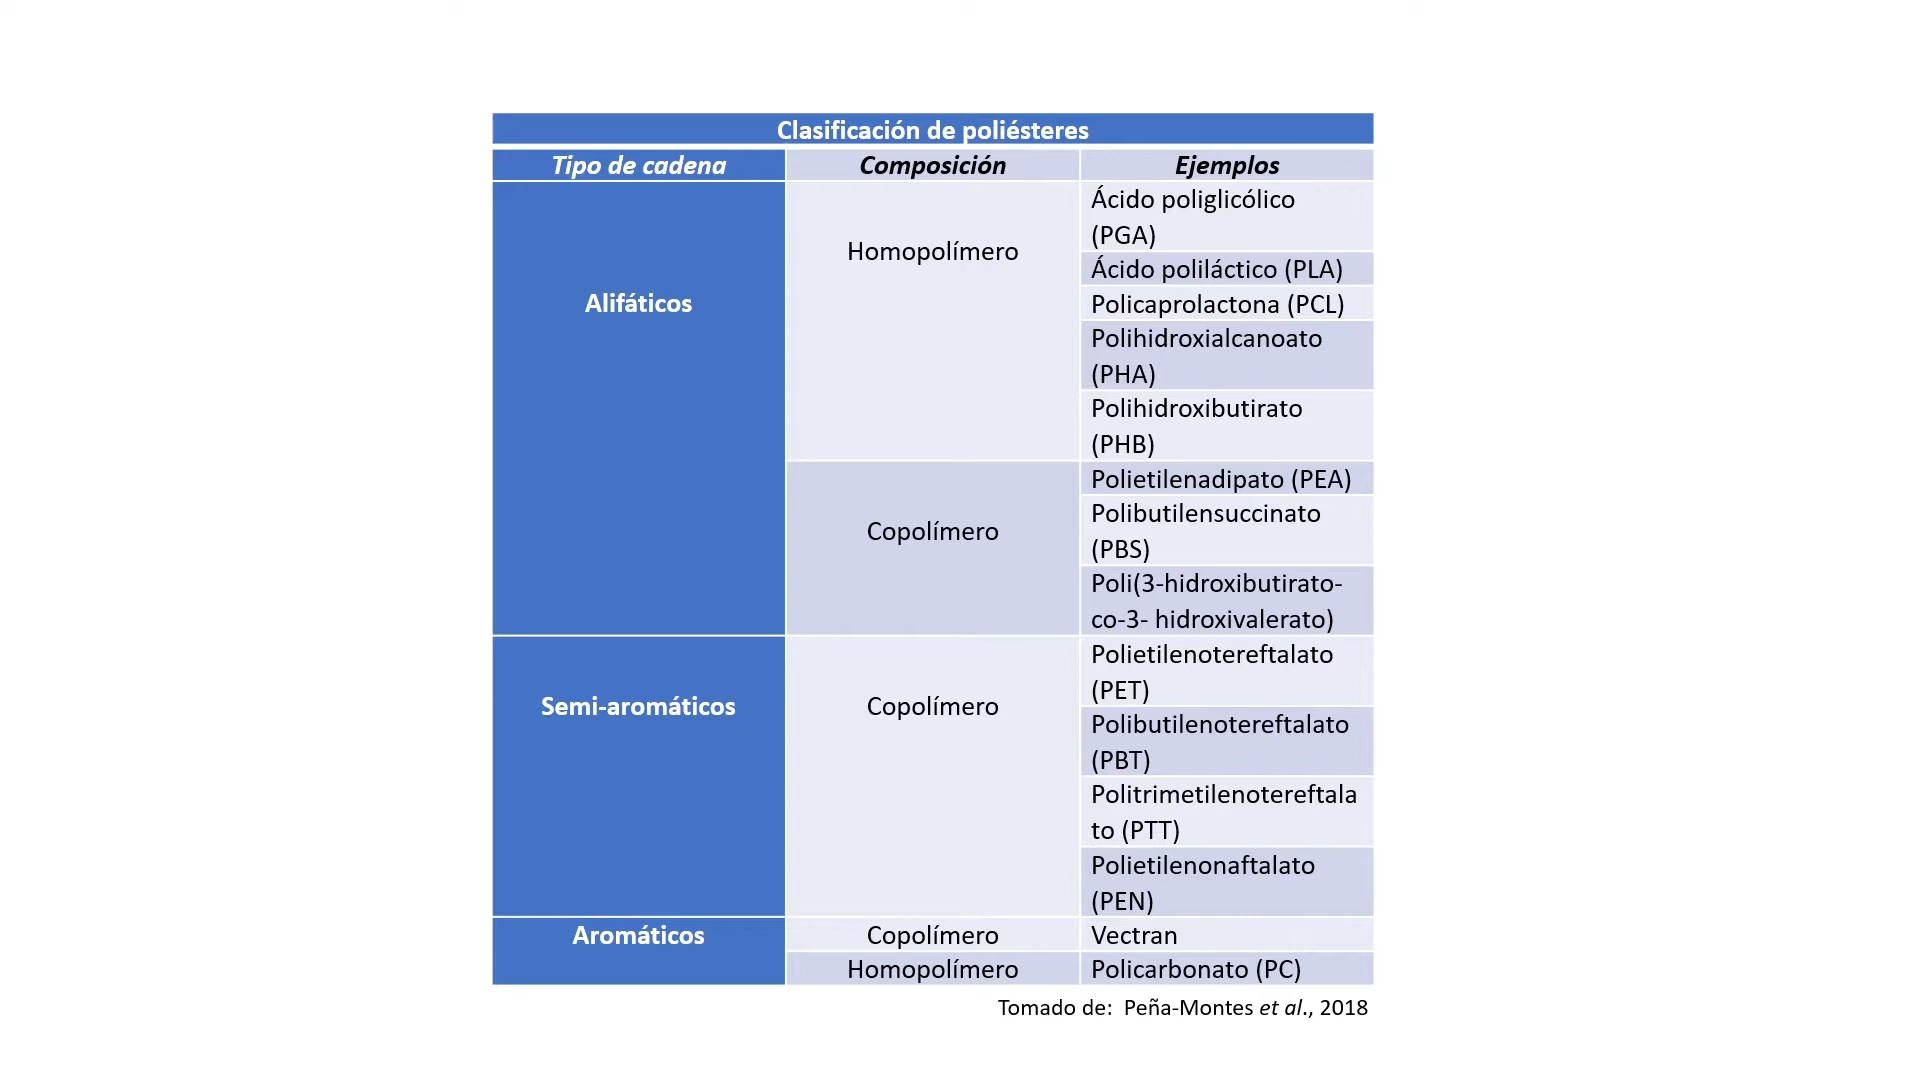 Clasificación de poliésteres
Tipo de cadena Composición Ejemplos
Alifáticos
Homopolímero
Ácido poliglicólico
(PGA)
Ácido poliláctico (PLA)
Policaprolactona (PCL)
Polihidroxialcanoato
(PHA)
Polihidroxibutirato
(PHB)
Copolímero
Polietilenadipato (PEA)
Polibutilensuccinato
(PBS)
Poli(3-hidroxibutirato-
co-3- hidroxivalerato)
Semi-aromáticos
Copolímero
Polietilenotereftalato
(PET)
Polibutilenotereftalato
(PBT)
Politrimetilenotereftala
to (PTT)
Polietilenonaftalato
(PEN)
Aromáticos
Copolímero
Vectran
Homopolímero
Policarbonato (PC)
Tomado de: Peña-Montes et al., 2018